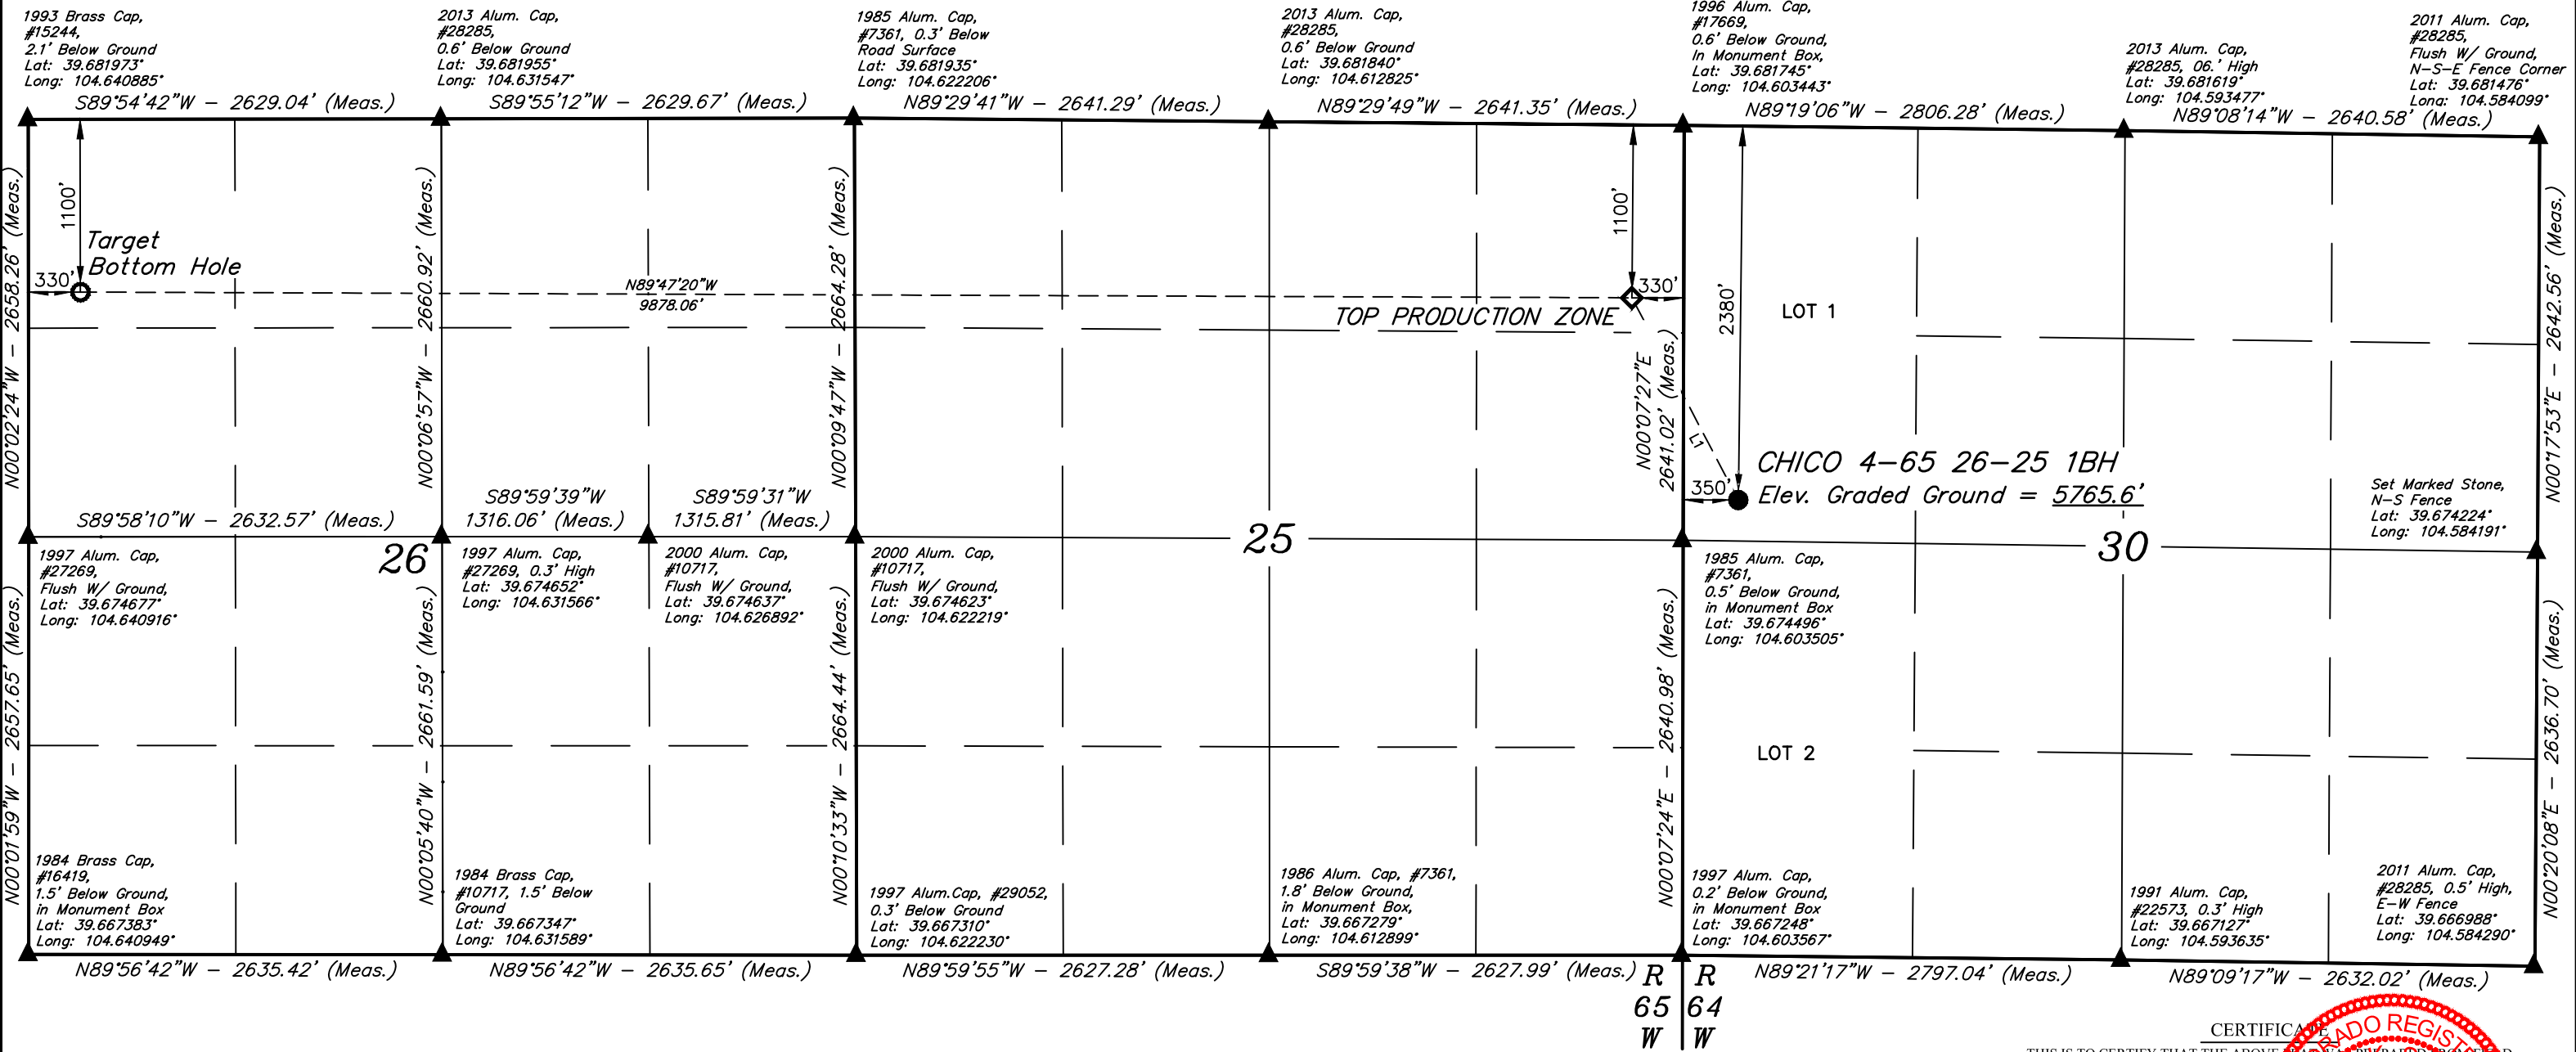 1993 Brass Cap,
#15244,
2.1' Below Ground
Lat: 39.681973°
Long: 104.640885°
2013 Alum. Cap,
#28285,
0.6' Below Ground
Lat: 39.681955°
Long: 104.631547°
1985 Alum. Cap,
#7361, 0.3' Below
Road Surface
Lat: 39.681935°
Long: 104.622206°
2013 Alum. Cap,
#28285,
0.6' Below Ground
Lat: 39.681840°
Long: 104.612825°
1996 Alum. Cap,
#17669,
0.6' Below Ground,
In Monument Box,
Lat: 39.681745°
Long: 104.603443°
2013 Alum. Cap,
#28285, 06.' High
Lat: 39.681619°
Long: 104.593477°
2011 Alum. Cap,
#28285,
Flush W/ Ground,
N-S-E Fence Corner
Lat: 39.681476°
Long: 104.584099°
S89°54'42"W - 2629.04' (Meas.)
S89°55'12"W - 2629.67' (Meas.)
N89°29'41"W - 2641.29' (Meas.)
N89°29'49"W - 2641.35' (Meas.)
N89°19'06"W - 2806.28' (Meas.)
N89°08'14"W - 2640.58' (Meas.)
N00°02'24"W - 2658.26' (Meas.)
1100'
Target
Bottom Hole
330'
N00°06'57"W - 2660.92' (Meas.)
N89°47'20"W
9878.06'
N00°09'47"W - 2664.28' (Meas.)
1100'
330'
TOP PRODUCTION ZONE
N00°07'27"E
2641.02' (Meas.)
2380'
LOT 1
L1
350'
CHICO 4-65 26-25 1BH
Elev. Graded Ground = 5765.6'
N00°17'53"E - 2642.56' (Meas.)
Set Marked Stone,
N-S Fence
Lat: 39.674224°
Long: 104.584191°
S89°58'10"W - 2632.57' (Meas.)
S89°59'39"W
1316.06' (Meas.)
S89°59'31"W
1315.81' (Meas.)
26
25
30
1997 Alum. Cap,
#27269,
Flush W/ Ground,
Lat: 39.674677°
Long: 104.640916°
1997 Alum. Cap,
#27269, 0.3' High
Lat: 39.674652°
Long: 104.631566°
2000 Alum. Cap,
#10717,
Flush W/ Ground,
Lat: 39.674637°
Long: 104.626892°
2000 Alum. Cap,
#10717,
Flush W/ Ground,
Lat: 39.674623°
Long: 104.622219°
1985 Alum. Cap,
#7361,
0.5' Below Ground,
in Monument Box
Lat: 39.674496°
Long: 104.603505°
N00°01'59"W - 2657.65' (Meas.)
N00°05'40"W - 2661.59' (Meas.)
N00°10'33"W - 2664.44' (Meas.)
N00°07'24"E - 2640.98' (Meas.)
LOT 2
N00°20'08"E - 2636.70' (Meas.)
1984 Brass Cap,
#16419,
1.5' Below Ground,
in Monument Box
Lat: 39.667383°
Long: 104.640949°
1984 Brass Cap,
#10717, 1.5' Below
Ground
Lat: 39.667347°
Long: 104.631589°
1997 Alum.Cap, #29052,
0.3' Below Ground
Lat: 39.667310°
Long: 104.622230°
1986 Alum. Cap, #7361,
1.8' Below Ground,
in Monument Box,
Lat: 39.667279°
Long: 104.612899°
1997 Alum. Cap,
0.2' Below Ground,
in Monument Box
Lat: 39.667248°
Long: 104.603567°
1991 Alum. Cap,
#22573, 0.3' High
Lat: 39.667127°
Long: 104.593635°
2011 Alum. Cap,
#28285, 0.5' High,
E-W Fence
Lat: 39.666988°
Long: 104.584290°
N89°56'42"W - 2635.42' (Meas.)
N89°56'42"W - 2635.65' (Meas.)
N89°59'55"W - 2627.28' (Meas.)
S89°59'38"W - 2627.99' (Meas.)
N89°21'17"W - 2797.04' (Meas.)
N89°09'17"W - 2632.02' (Meas.)
R R
65 64
W W
CERTIFICATE
THIS IS TO CERTIFY THAT THE ABOVE